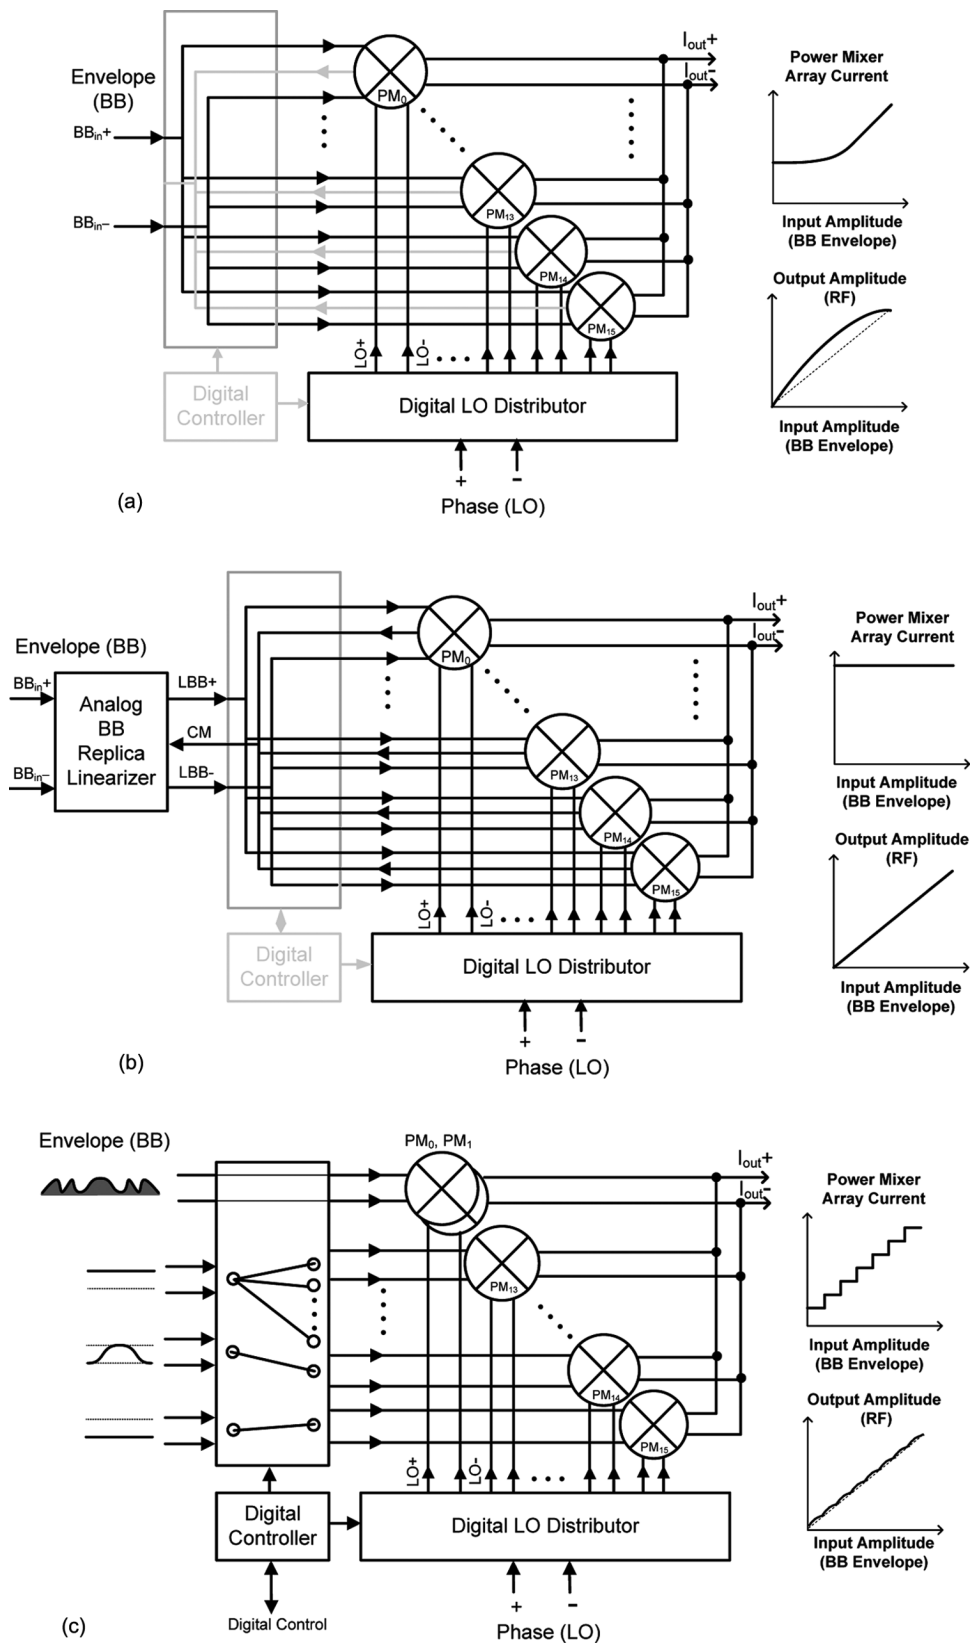 Envelope
(BB)
BBin+
BBin–
PM0
PM13
PM14
PM15
Iout+
Iout-
LO+
LO-
Digital
Controller
Digital LO Distributor
+
-
Phase (LO)
(a)
Power Mixer
Array Current
Input Amplitude
(BB Envelope)
Output Amplitude
(RF)
Input Amplitude
(BB Envelope)
Envelope (BB)
BBin+
BBin–
Analog
BB
Replica
Linearizer
LBB+
CM
LBB-
PM0
PM13
PM14
PM15
Iout+
Iout-
LO+
LO-
Digital
Controller
Digital LO Distributor
+
-
Phase (LO)
(b)
Power Mixer
Array Current
Input Amplitude
(BB Envelope)
Output Amplitude
(RF)
Input Amplitude
(BB Envelope)
Envelope (BB)
PM0, PM1
PM13
PM14
PM15
Iout+
Iout-
LO+
LO-
Digital
Controller
Digital LO Distributor
Digital Control
+
-
Phase (LO)
(c)
Power Mixer
Array Current
Input Amplitude
(BB Envelope)
Output Amplitude
(RF)
Input Amplitude
(BB Envelope)